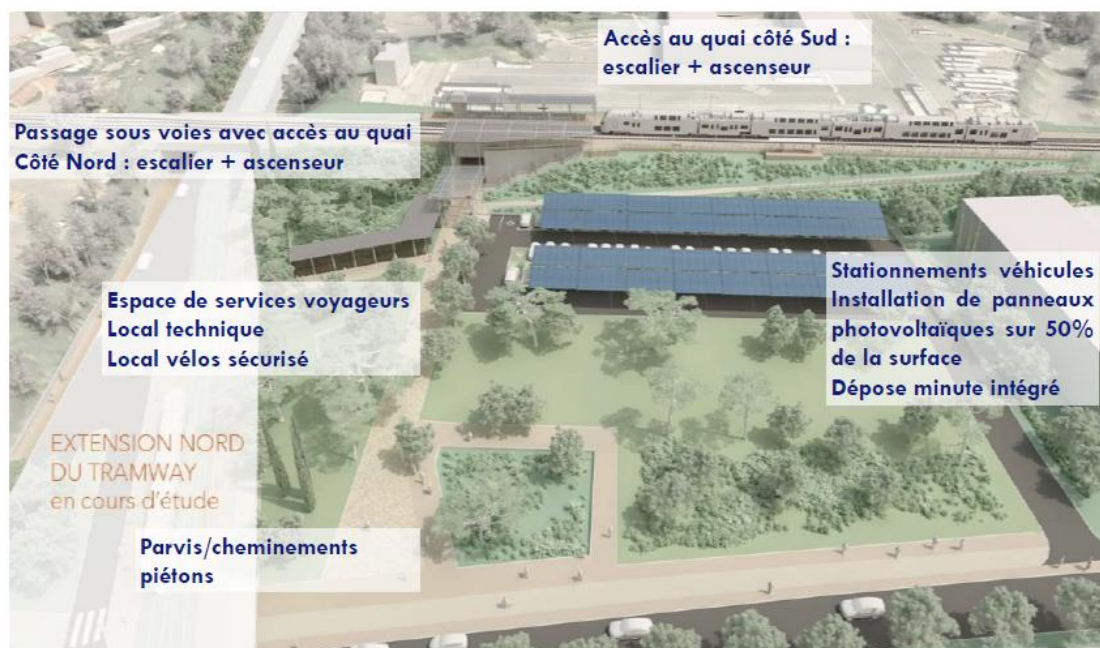 Accès au quai côté Sud :
escalier + ascenseur
Passage sous voies avec accès au quai
Côté Nord : escalier + ascenseur
Espace de services voyageurs
Local technique
Local vélos sécurisé
Stationnements véhicules
Installation de panneaux
photovoltaïques sur 50%
de la surface
Dépose minute intégré
EXTENSION NORD
DU TRAMWAY
en cours d'étude
Parvis/cheminements
piétons